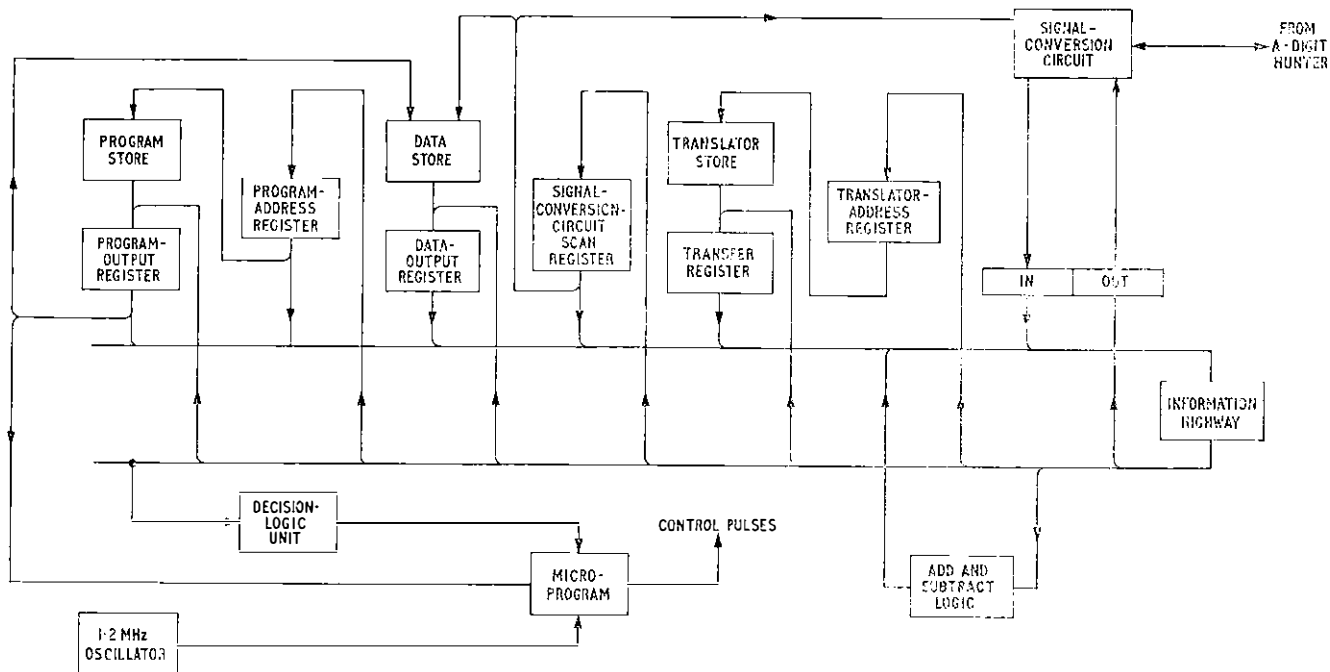 SIGNAL-
CONVERSION
CIRCUIT
FROM
A-DIGIT
HUNTER
PROGRAM
STORE
DATA
STORE
TRANSLATOR
STORE
PROGRAM-
ADDRESS
REGISTER
SIGNAL-
CONVERSION-
CIRCUIT
SCAN
REGISTER
TRANSLATOR-
ADDRESS
REGISTER
PROGRAM-
OUTPUT
REGISTER
DATA-
OUTPUT
REGISTER
TRANSFER
REGISTER
IN
OUT
INFORMATION
HIGHWAY
DECISION-
LOGIC
UNIT
CONTROL PULSES
MICRO-
PROGRAM
ADD AND
SUBTRACT
LOGIC
1·2 MHz
OSCILLATOR